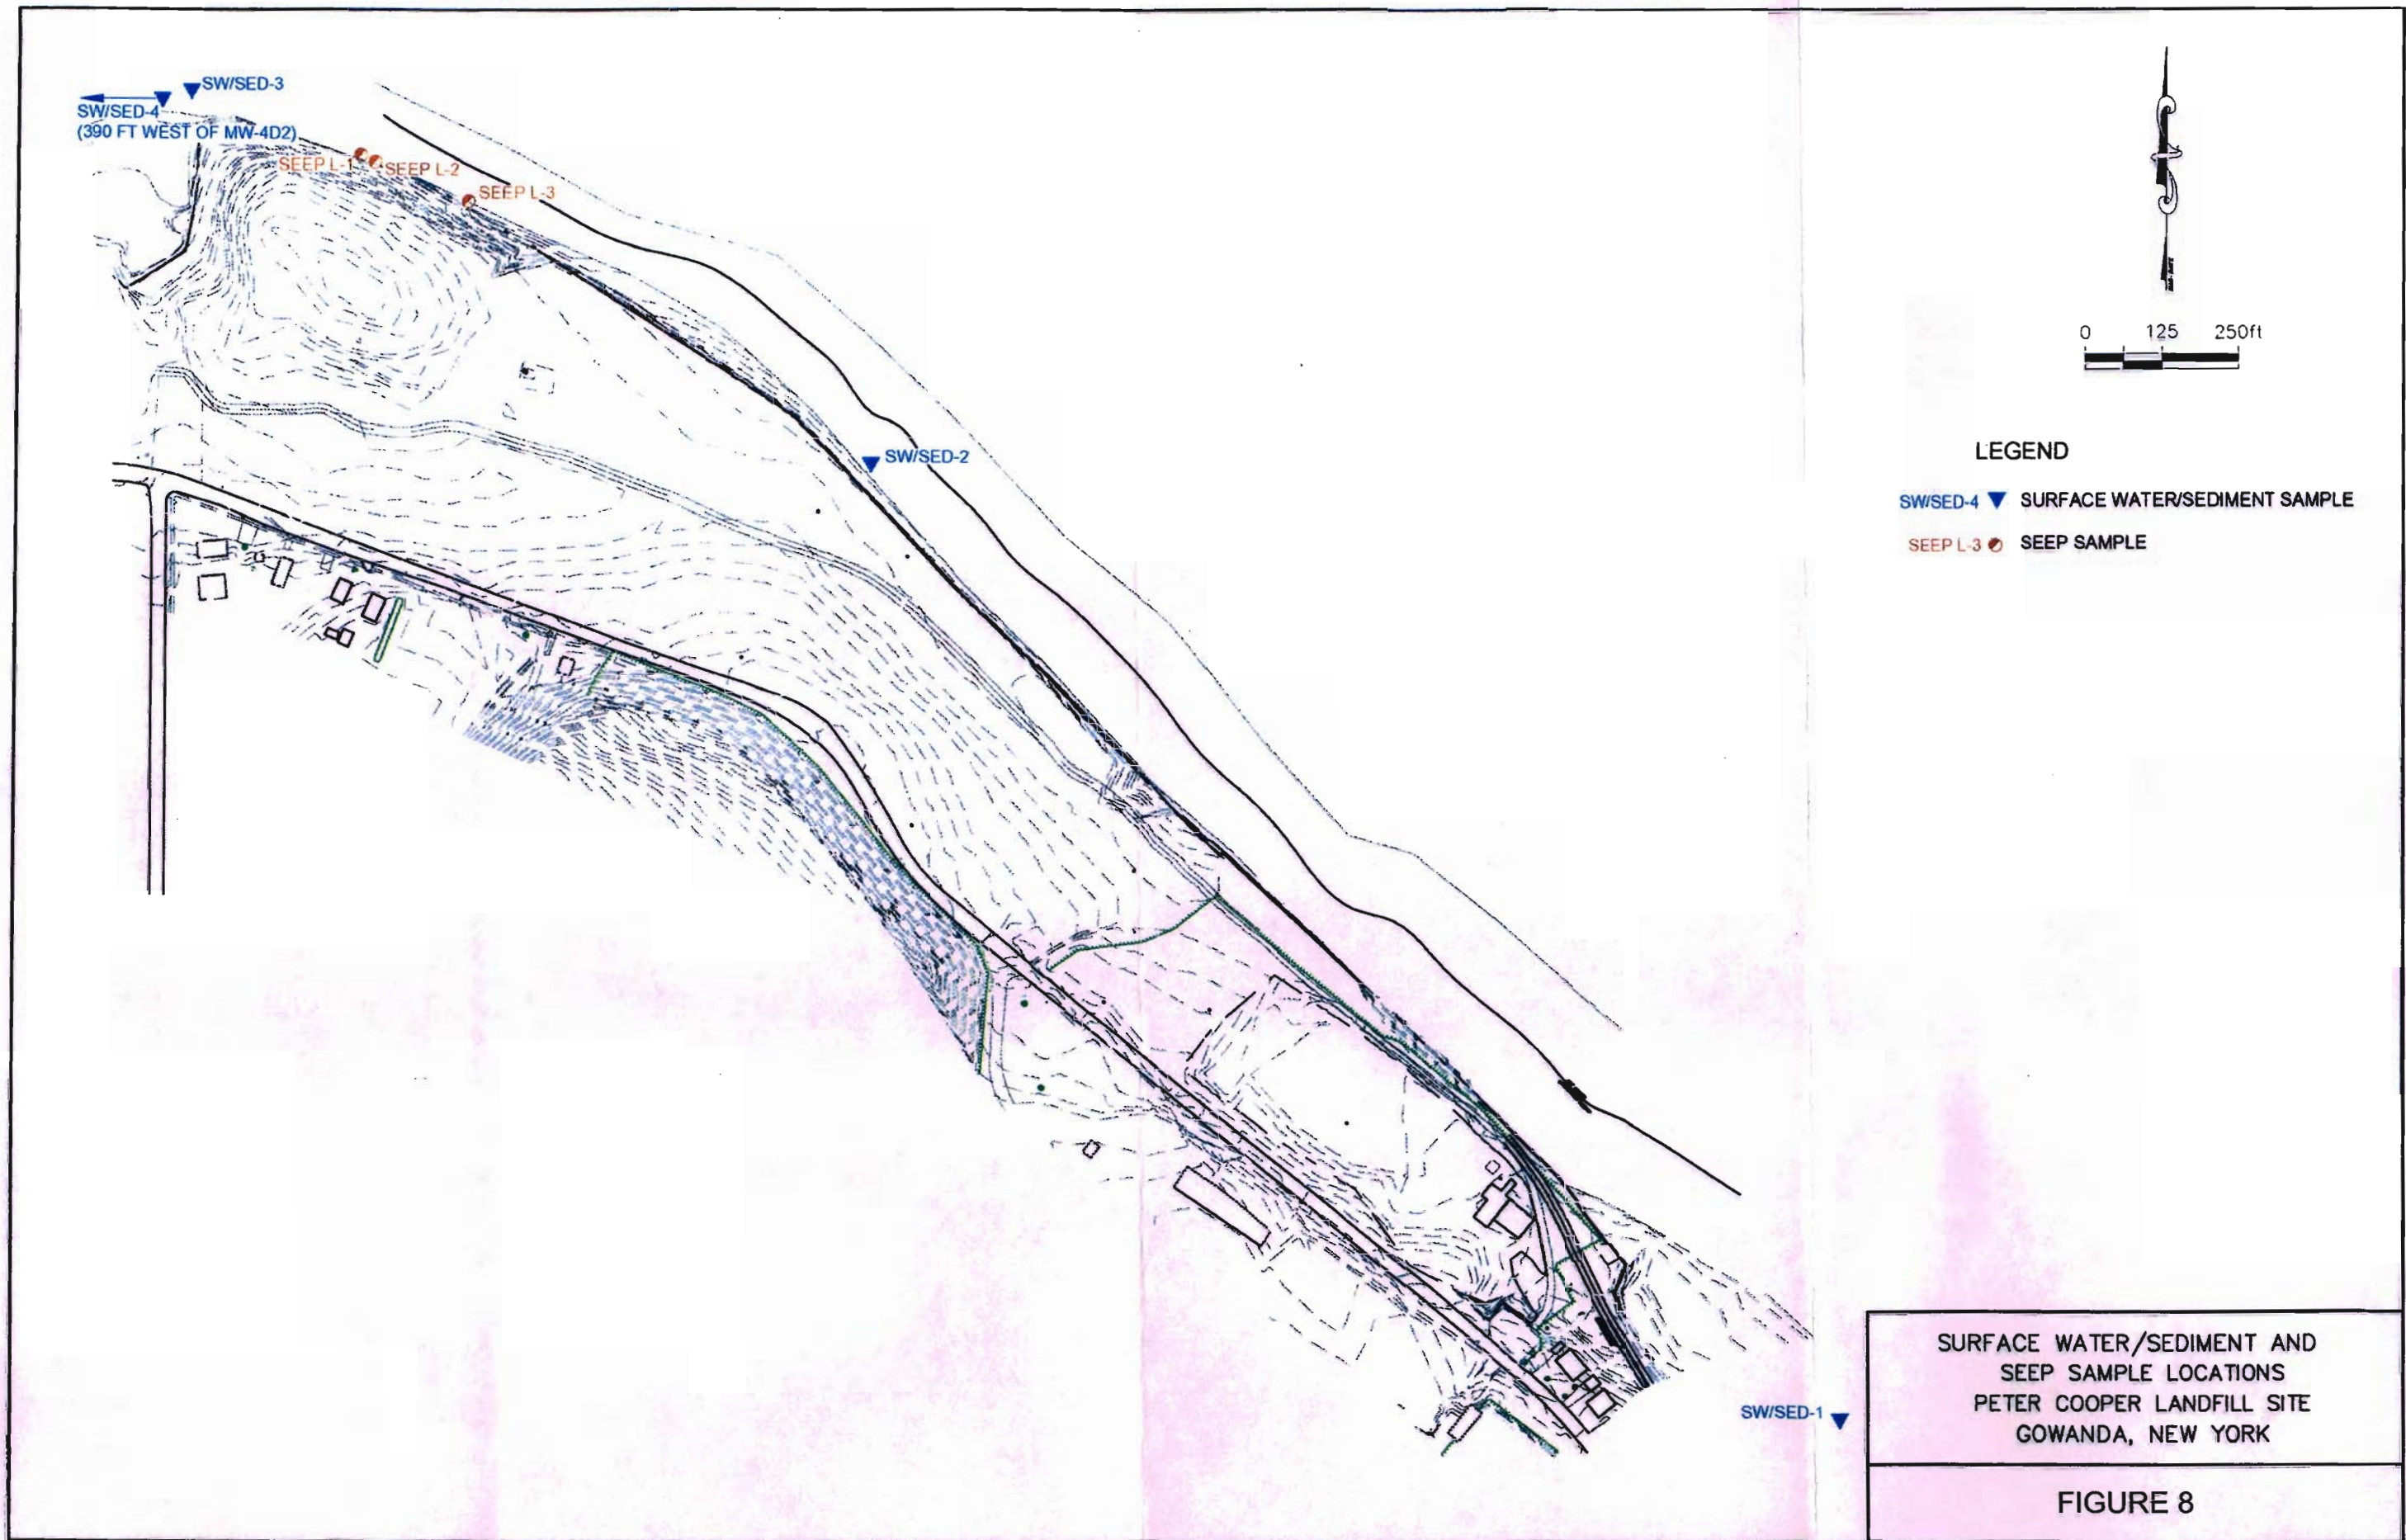 SW/SED-3
SW/SED-4
(390 FT WEST OF MW-4D2)
SEEP L-1
SEEP L-2
SEEP L-3
SW/SED-2
0 125 250ft
LEGEND
SW/SED-4 SURFACE WATER/SEDIMENT SAMPLE
SEEP L-3 SEEP SAMPLE
SW/SED-1
SURFACE WATER/SEDIMENT AND
SEEP SAMPLE LOCATIONS
PETER COOPER LANDFILL SITE
GOWANDA, NEW YORK
FIGURE 8